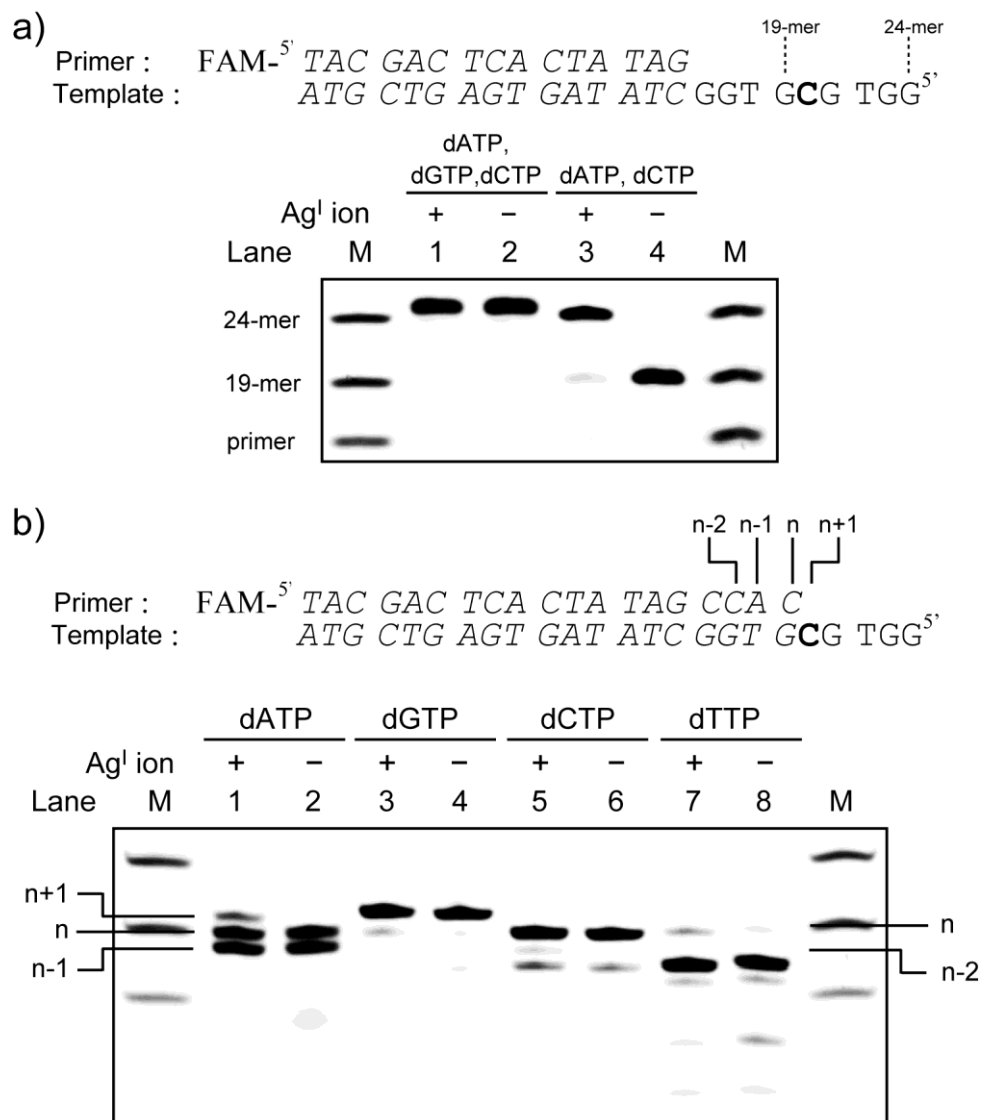 a)
19-mer 24-mer
Primer : FAM-5' TAC GAC TCA CTA TAG
Template : ATG CTG AGT GAT ATC GGT GCG TGG5'
dATP,
dGTP,dCTP dATP, dCTP
AgI ion + − + −
Lane M 1 2 3 4 M
24-mer
19-mer
primer
b)
n-2 n-1 n n+1
Primer : FAM-5' TAC GAC TCA CTA TAG CCA C
Template : ATG CTG AGT GAT ATC GGT GCG TGG5'
dATP dGTP dCTP dTTP
AgI ion + − + − + − + −
Lane M 1 2 3 4 5 6 7 8 M
n+1
n n
n-1 n-2